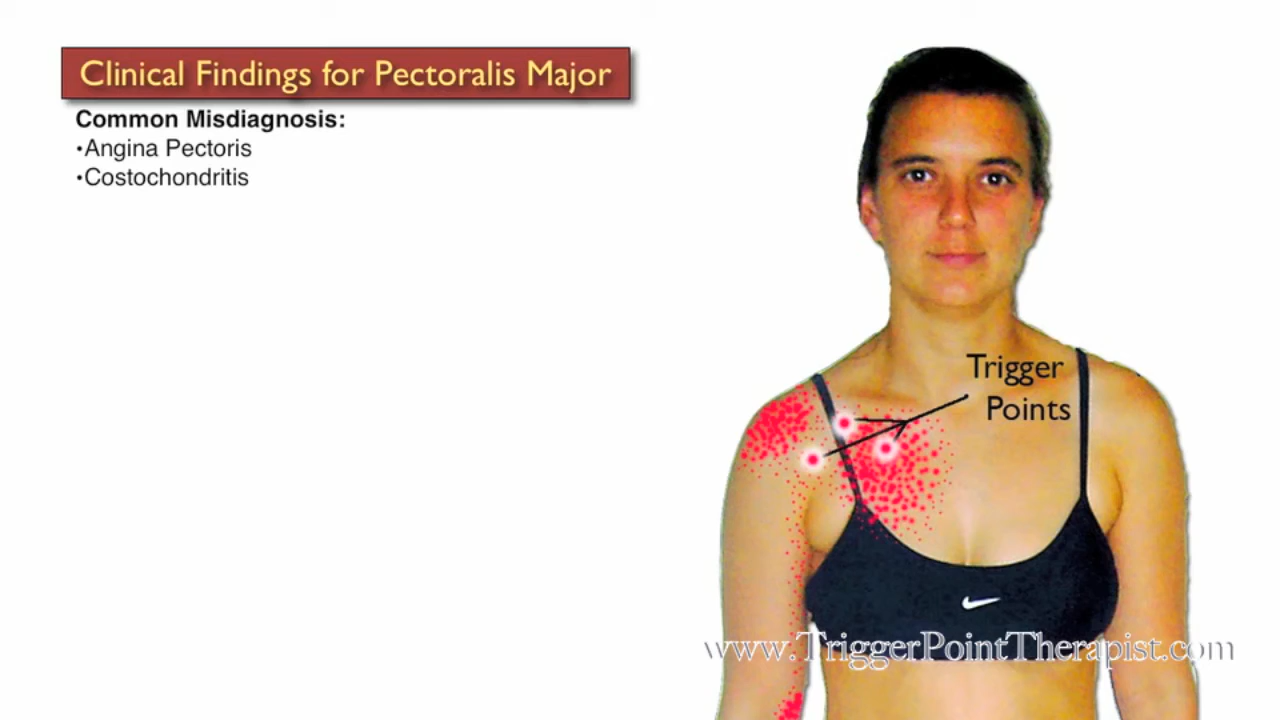 Clinical Findings for Pectoralis Major
Common Misdiagnosis:
•Angina Pectoris
•Costochondritis
Trigger
Points
www.TriggerPointTherapist.com